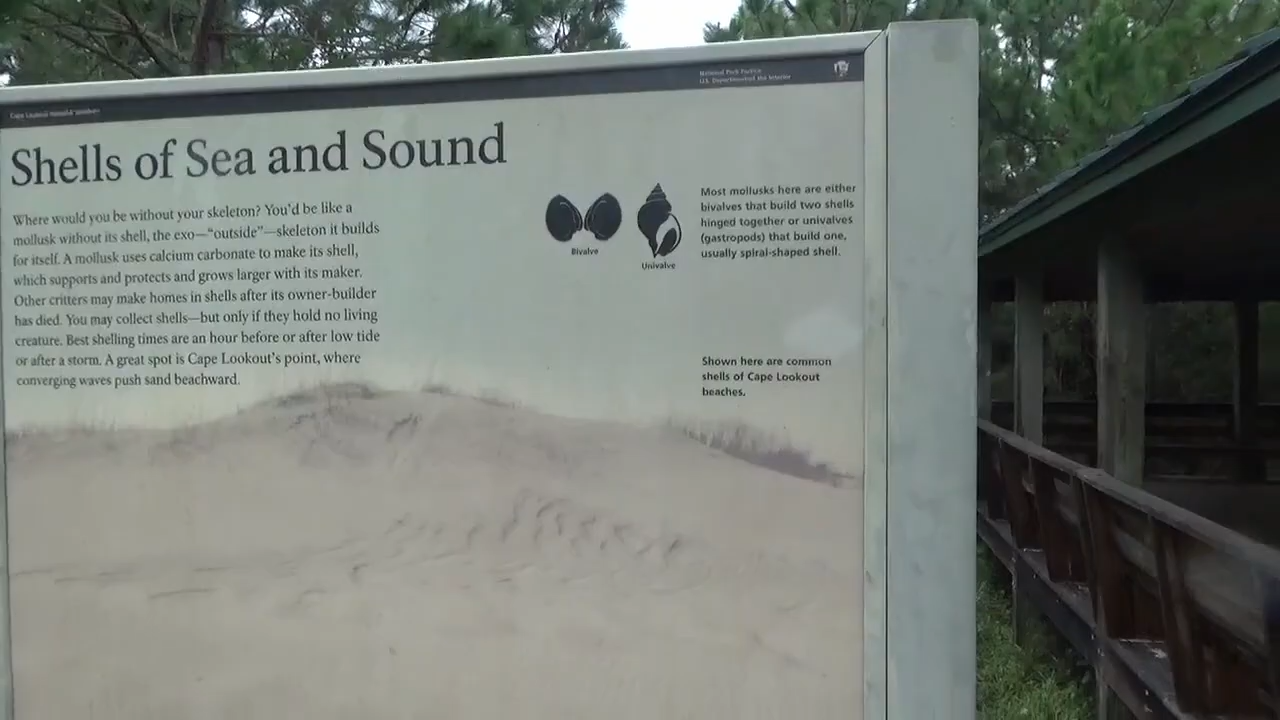 Cape Lookout National Seashore
National Park Service
U.S. Department of the Interior
Shells of Sea and Sound
Where would you be without your skeleton? You'd be like a
mollusk without its shell, the exo—"outside"—skeleton it builds
for itself. A mollusk uses calcium carbonate to make its shell,
which supports and protects and grows larger with its maker.
Other critters may make homes in shells after its owner-builder
has died. You may collect shells—but only if they hold no living
creature. Best shelling times are an hour before or after low tide
or after a storm. A great spot is Cape Lookout's point, where
converging waves push sand beachward.
Bivalve
Univalve
Most mollusks here are either
bivalves that build two shells
hinged together or univalves
(gastropods) that build one,
usually spiral-shaped shell.
Shown here are common
shells of Cape Lookout
beaches.